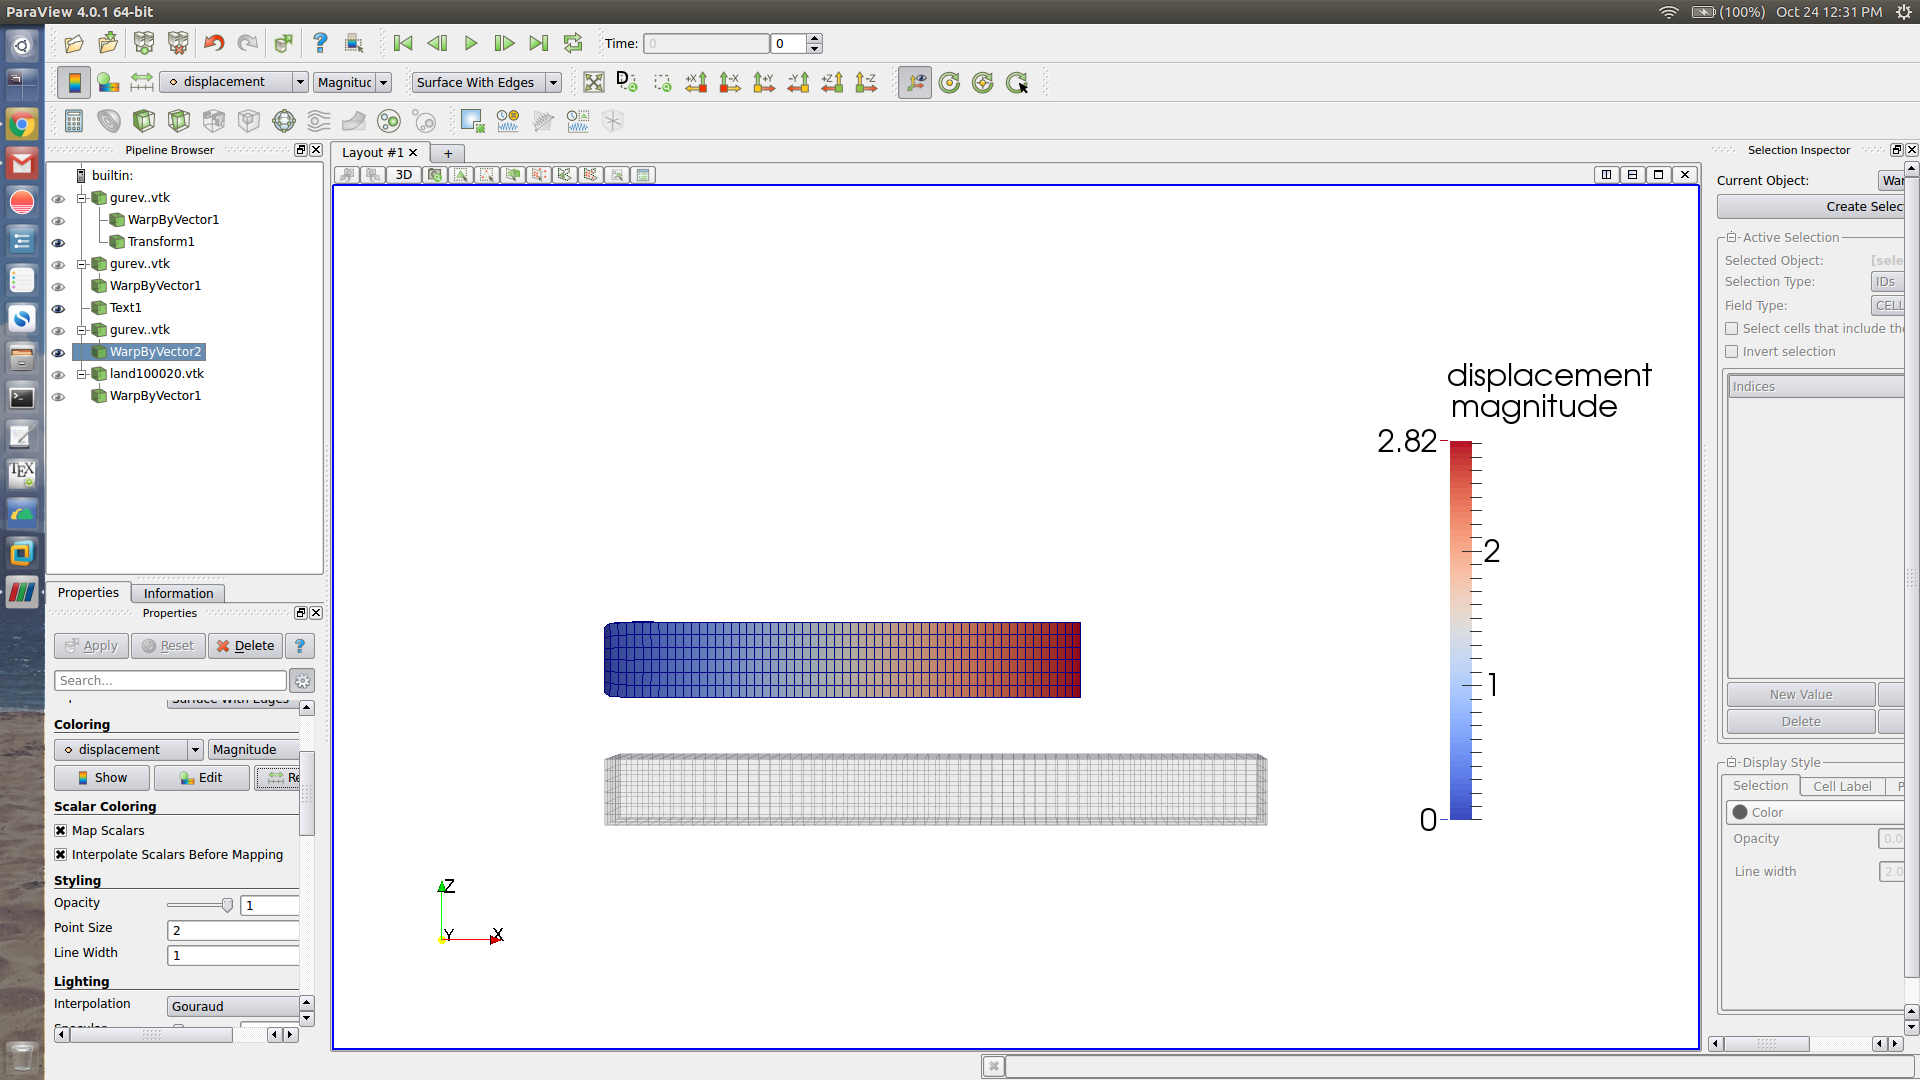 ParaView 4.0.1 64-bit
(100%) Oct 24 12:31 PM
Time: 0 0
displacement Magnitud Surface With Edges
+X -X +Y -Y +Z -Z
Pipeline Browser
builtin:
gurev..vtk
WarpByVector1
Transform1
gurev..vtk
WarpByVector1
Text1
gurev..vtk
WarpByVector2
land100020.vtk
WarpByVector1
Properties Information
Properties
Apply Reset Delete ?
Search...
Surface With Edges
Coloring
displacement Magnitude
Show Edit Re
Scalar Coloring
Map Scalars
Interpolate Scalars Before Mapping
Styling
Opacity 1
Point Size 2
Line Width 1
Lighting
Interpolation Gouraud
Layout #1 +
3D
displacement
magnitude
2.82
2
1
0
Z
Y X
Selection Inspector
Current Object: War
Create Selec
Active Selection
Selected Object: [sele
Selection Type: IDs
Field Type: CELL
Select cells that include the
Invert selection
Indices
New Value
Delete
Display Style
Selection Cell Label P
Color
Opacity 0.0
Line width 2.0
TEX